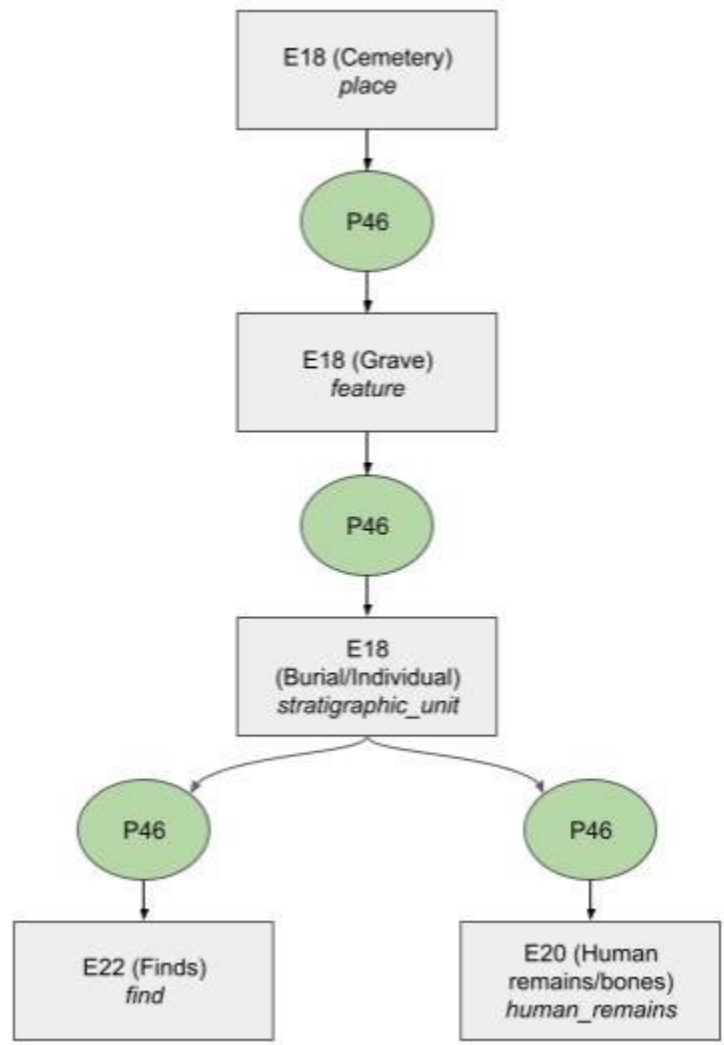 E18 (Cemetery)
place
P46
E18 (Grave)
feature
P46
E18
(Burial/Individual)
stratigraphic_unit
P46
P46
E22 (Finds)
find
E20 (Human
remains/bones)
human_remains